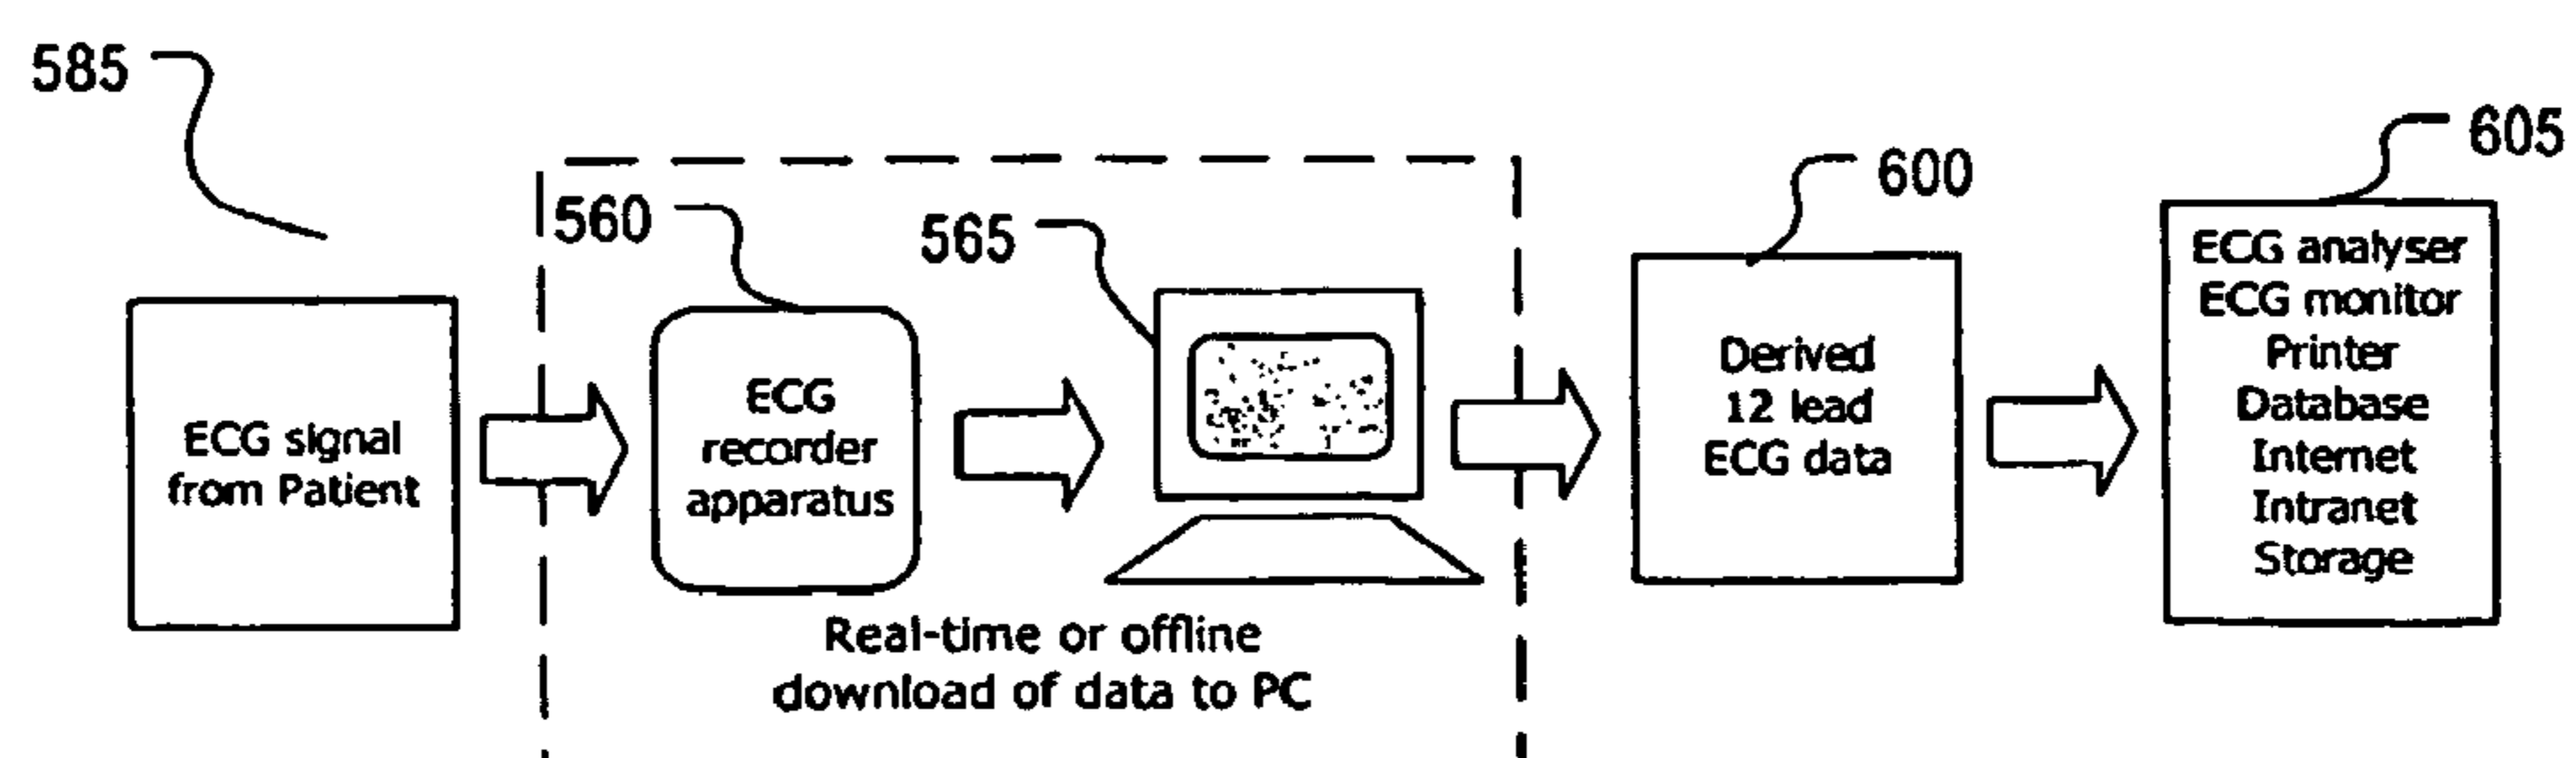 585
560
565
600
605
ECG signal
from Patient
ECG
recorder
apparatus
Real-time or offline
download of data to PC
Derived
12 lead
ECG data
ECG analyser
ECG monitor
Printer
Database
Internet
Intranet
Storage